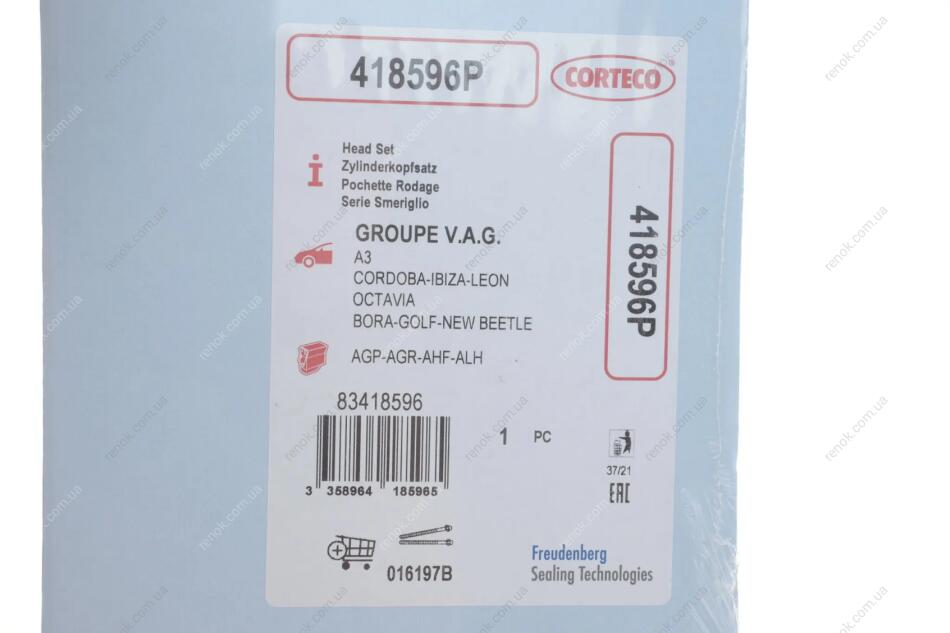 418596P
CORTECO
Head Set
Zylinderkopfsatz
Pochette Rodage
Serie Smeriglio
418596P
GROUPE V.A.G.
A3
CORDOBA-IBIZA-LEON
OCTAVIA
BORA-GOLF-NEW BEETLE
AGP-AGR-AHF-ALH
83418596
3 358964 185965
1 PC
37/21
EAC
016197B
Freudenberg
Sealing Technologies
renok.com.ua